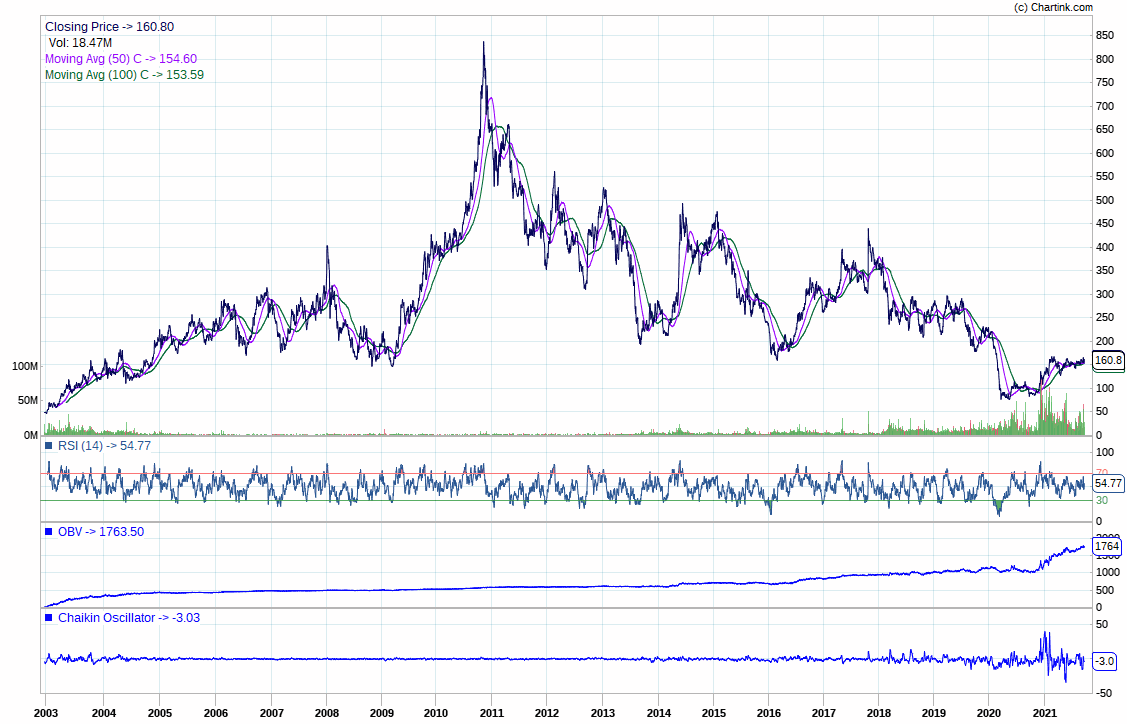 (c) Chartink.com
Closing Price -> 160.80
Vol: 18.47M
Moving Avg (50) C -> 154.60
Moving Avg (100) C -> 153.59
850
800
750
700
650
600
550
500
450
400
350
300
250
200
160.8
100
50
0
100M
50M
0M
RSI (14) -> 54.77
100
70
54.77
30
0
OBV -> 1763.50
2000
1764
1500
1000
500
0
Chaikin Oscillator -> -3.03
50
-3.0
-50
2003 2004 2005 2006 2007 2008 2009 2010 2011 2012 2013 2014 2015 2016 2017 2018 2019 2020 2021